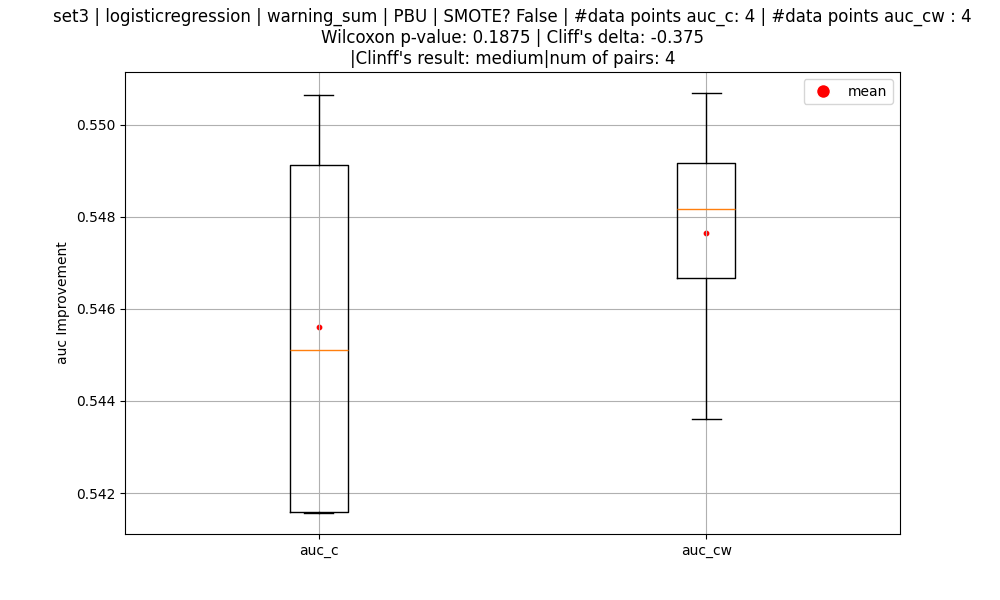 set3 | logisticregression | warning_sum | PBU | SMOTE? False | #data points auc_c: 4 | #data points auc_cw : 4
Wilcoxon p-value: 0.1875 | Cliff's delta: -0.375
|Clinff's result: medium|num of pairs: 4
mean
0.550
0.548
0.546
0.544
0.542
auc Improvement
auc_c
auc_cw